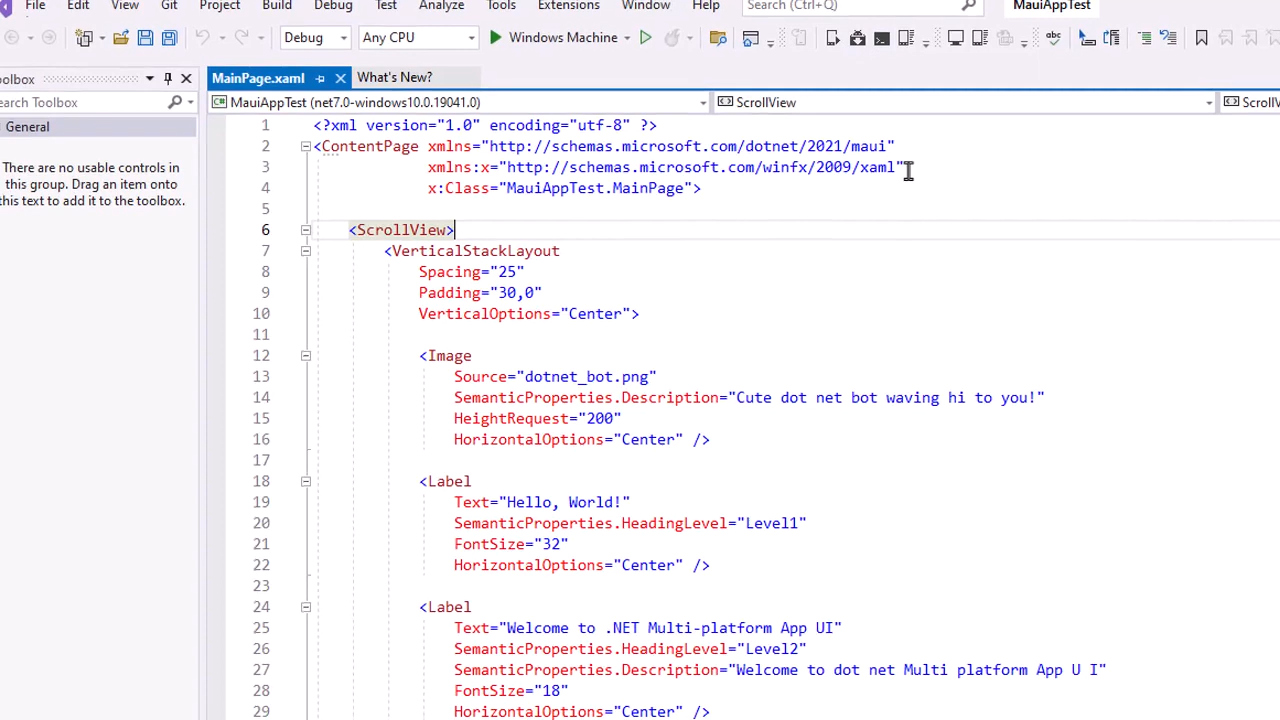 File Edit View Git Project Build Debug Test Analyze Tools Extensions Window Help Search (Ctrl+Q) MauiAppTest
Debug Any CPU Windows Machine
oolbox MainPage.xaml What's New?
earch Toolbox MauiAppTest (net7.0-windows10.0.19041.0) ScrollView ScrollV
General
There are no usable controls in
this group. Drag an item onto
this text to add it to the toolbox.
1 <?xml version="1.0" encoding="utf-8" ?>
2 <ContentPage xmlns="http://schemas.microsoft.com/dotnet/2021/maui"
3 xmlns:x="http://schemas.microsoft.com/winfx/2009/xaml"
4 x:Class="MauiAppTest.MainPage">
5
6 <ScrollView>
7 <VerticalStackLayout
8 Spacing="25"
9 Padding="30,0"
10 VerticalOptions="Center">
11
12 <Image
13 Source="dotnet_bot.png"
14 SemanticProperties.Description="Cute dot net bot waving hi to you!"
15 HeightRequest="200"
16 HorizontalOptions="Center" />
17
18 <Label
19 Text="Hello, World!"
20 SemanticProperties.HeadingLevel="Level1"
21 FontSize="32"
22 HorizontalOptions="Center" />
23
24 <Label
25 Text="Welcome to .NET Multi-platform App UI"
26 SemanticProperties.HeadingLevel="Level2"
27 SemanticProperties.Description="Welcome to dot net Multi platform App U I"
28 FontSize="18"
29 HorizontalOptions="Center" />